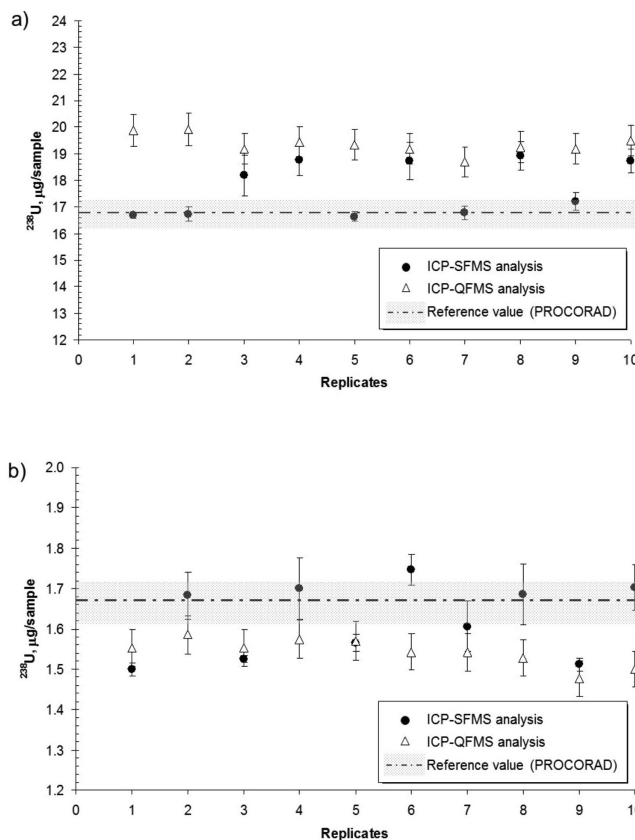 a)
24
23
22
21
20
19
18
17
16
15
14
13
12
²³⁸U, µg/sample
ICP-SFMS analysis
ICP-QFMS analysis
Reference value (PROCORAD)
0 1 2 3 4 5 6 7 8 9 10
Replicates
b)
2.0
1.9
1.8
1.7
1.6
1.5
1.4
1.3
1.2
²³⁸U, µg/sample
ICP-SFMS analysis
ICP-QFMS analysis
Reference value (PROCORAD)
0 1 2 3 4 5 6 7 8 9 10
Replicates